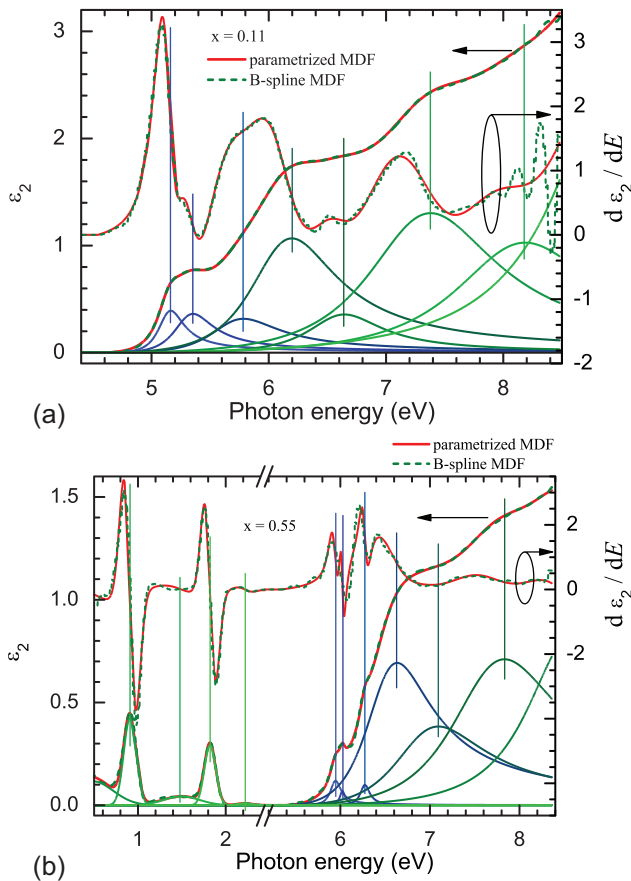 x = 0.11
parametrized MDF
B-spline MDF
3
2
1
0
ε2
3
2
1
0
-1
-2
d ε2 / dE
5 6 7 8
Photon energy (eV)
(a)
parametrized MDF
B-spline MDF
x = 0.55
1.5
1.0
0.5
0.0
ε2
2
0
-2
d ε2 / dE
1 2 6 7 8
Photon energy (eV)
(b)